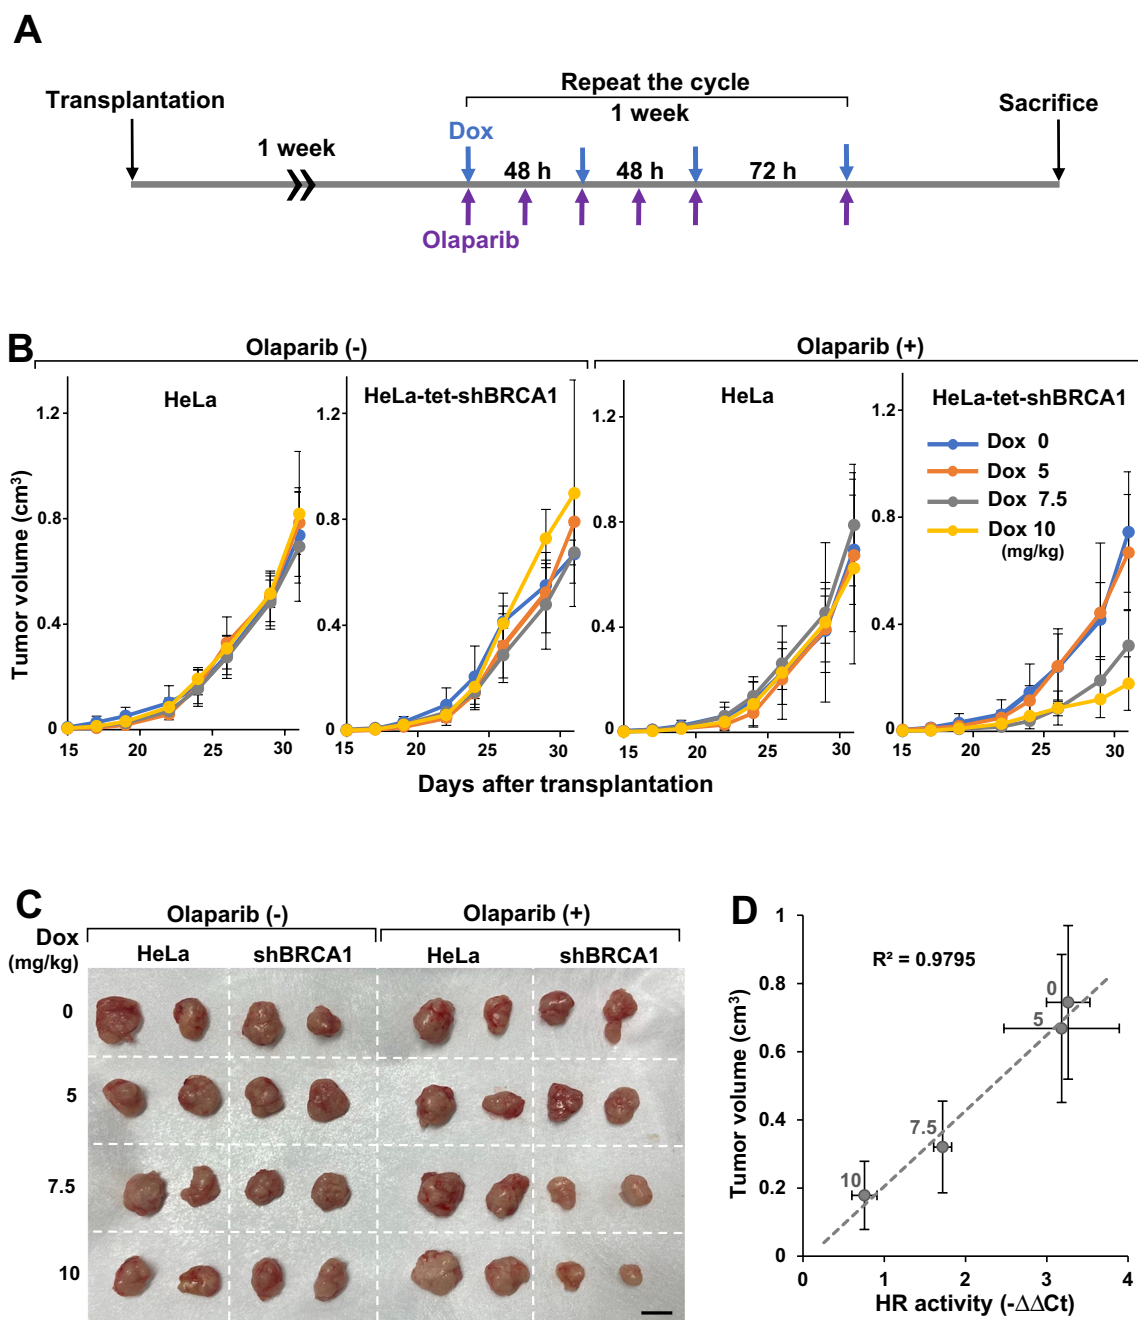 A
Transplantation
Repeat the cycle
1 week
Sacrifice
Dox
1 week
48 h
48 h
72 h
Olaparib
B
Olaparib (-)
Olaparib (+)
HeLa
HeLa-tet-shBRCA1
HeLa
HeLa-tet-shBRCA1
Dox 0
Dox 5
Dox 7.5
Dox 10
(mg/kg)
Tumor volume (cm³)
1.2
0.8
0.4
0
15
20
25
30
1.2
0.8
0.4
0
15
20
25
30
1.2
0.8
0.4
0
15
20
25
30
1.2
0.8
0.4
0
15
20
25
30
Days after transplantation
C
Olaparib (-)
Olaparib (+)
Dox
(mg/kg)
HeLa
shBRCA1
HeLa
shBRCA1
0
5
7.5
10
D
R² = 0.9795
Tumor volume (cm³)
1
0.8
0.6
0.4
0.2
0
0
5
7.5
10
0
1
2
3
4
HR activity (-ΔΔCt)